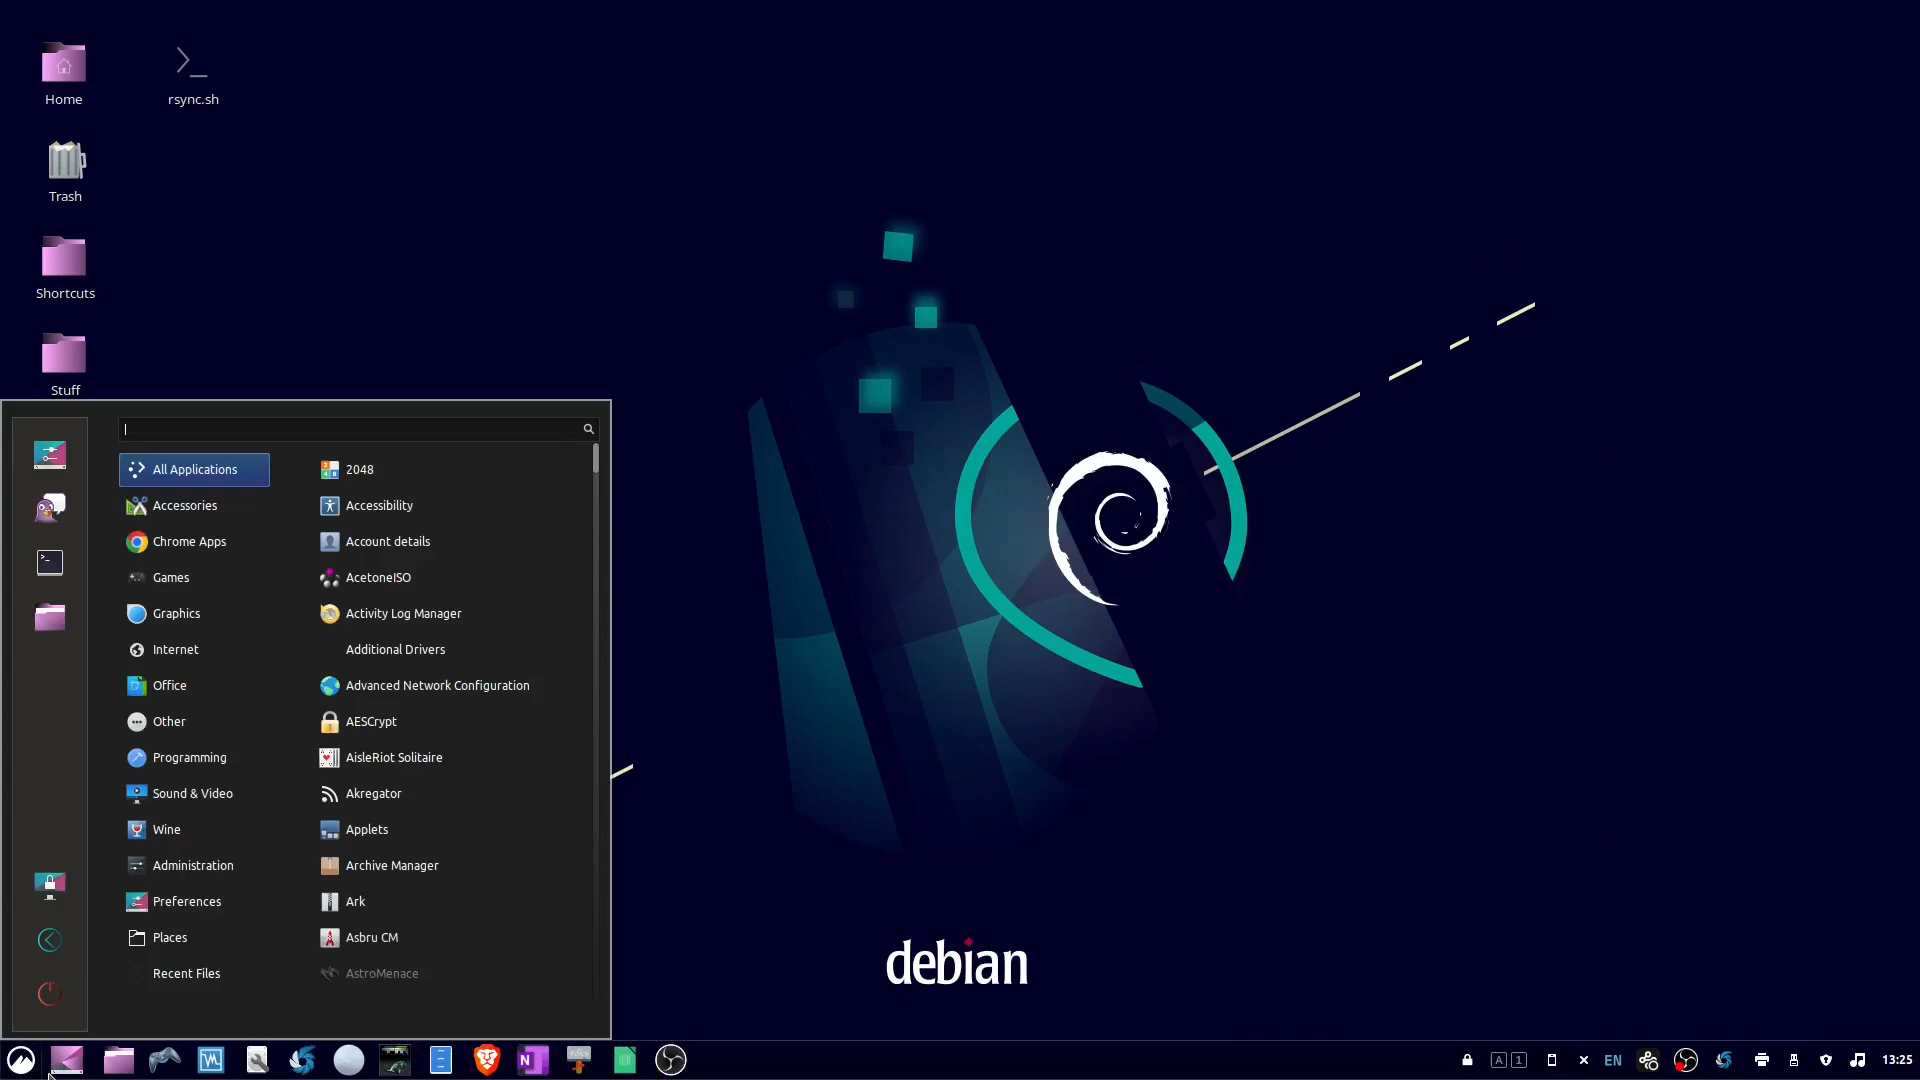 Home
rsync.sh
Trash
Shortcuts
Stuff
All Applications
Accessories
Chrome Apps
Games
Graphics
Internet
Office
Other
Programming
Sound & Video
Wine
Administration
Preferences
Places
Recent Files
2048
Accessibility
Account details
AcetoneISO
Activity Log Manager
Additional Drivers
Advanced Network Configuration
AESCrypt
AisleRiot Solitaire
Akregator
Applets
Archive Manager
Ark
Asbru CM
AstroMenace
debian
N
A 1
EN
13:25